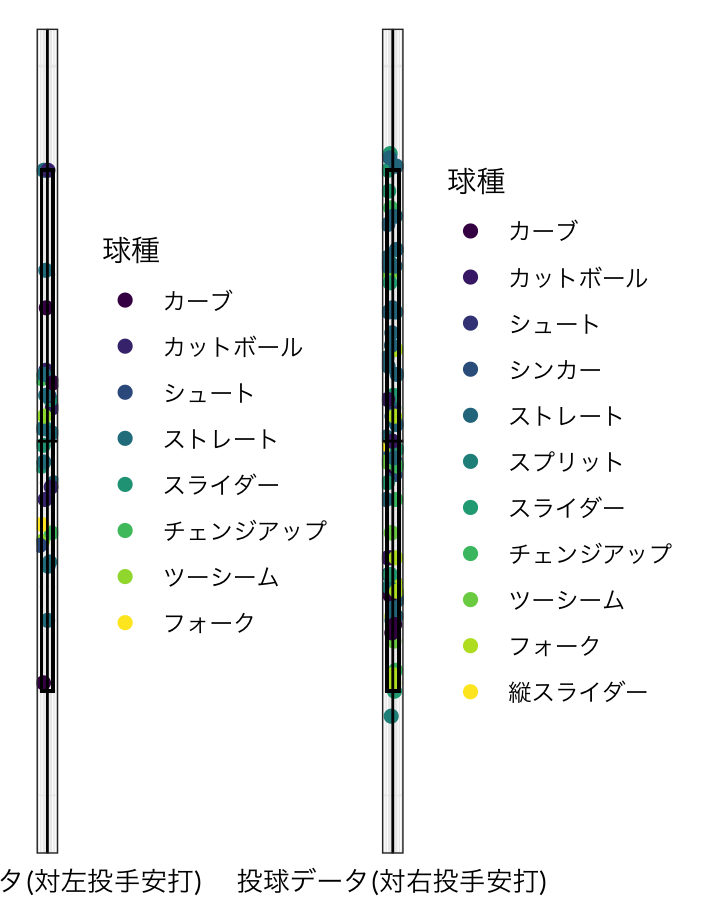 球種
カーブ
カットボール
シュート
ストレート
スライダー
チェンジアップ
ツーシーム
フォーク
タ(対左投手安打)
球種
カーブ
カットボール
シュート
シンカー
ストレート
スプリット
スライダー
チェンジアップ
ツーシーム
フォーク
縦スライダー
投球データ(対右投手安打)